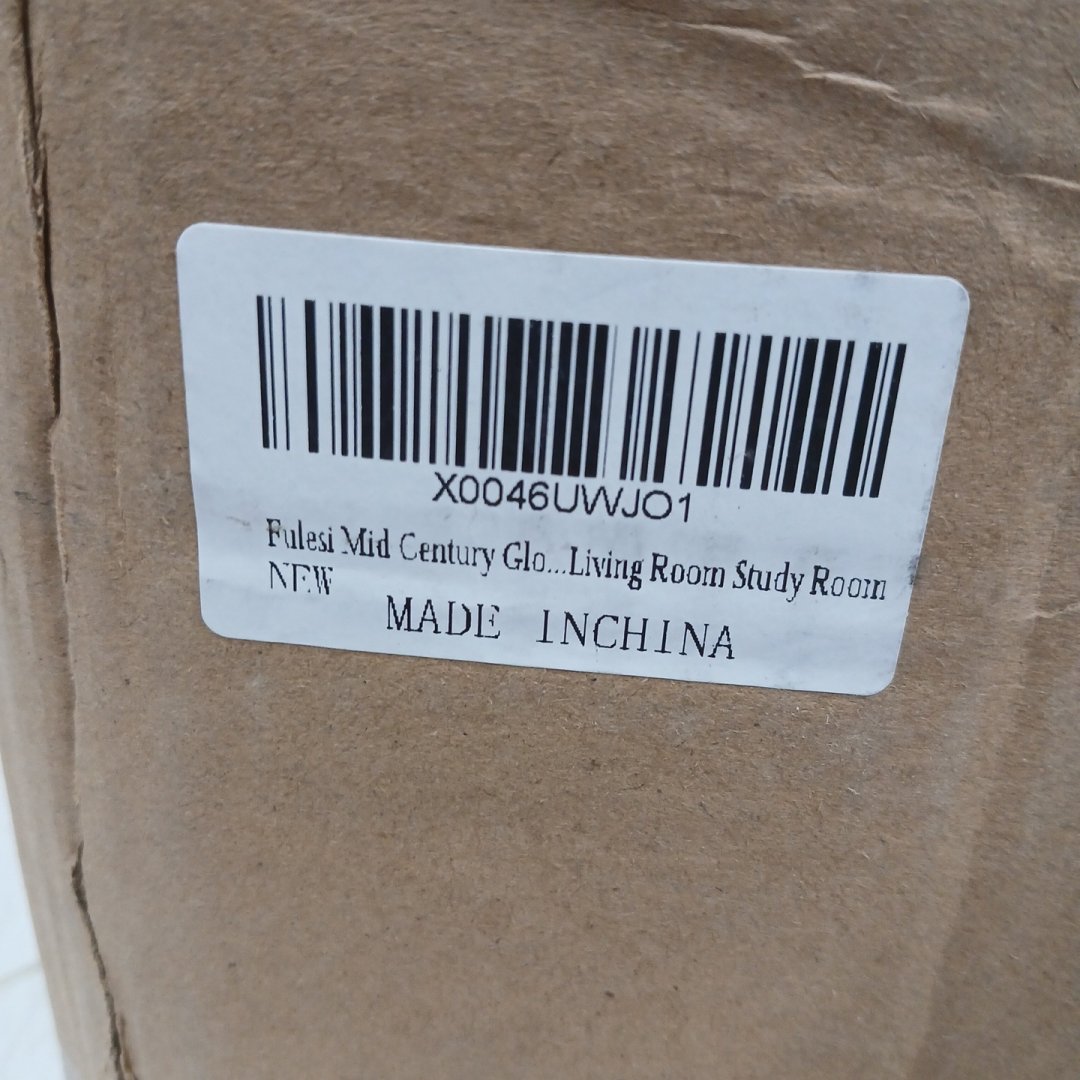 X0046UWJO1
Fulesi Mid Century Glo...Living Room Study Room
NEW
MADE INCHINA